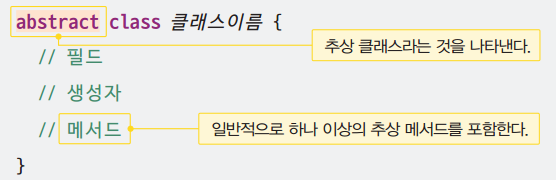 abstract class 클래스이름 {
추상 클래스라는 것을 나타낸다.
// 필드
// 생성자
// 메서드
일반적으로 하나 이상의 추상 메서드를 포함한다.
}